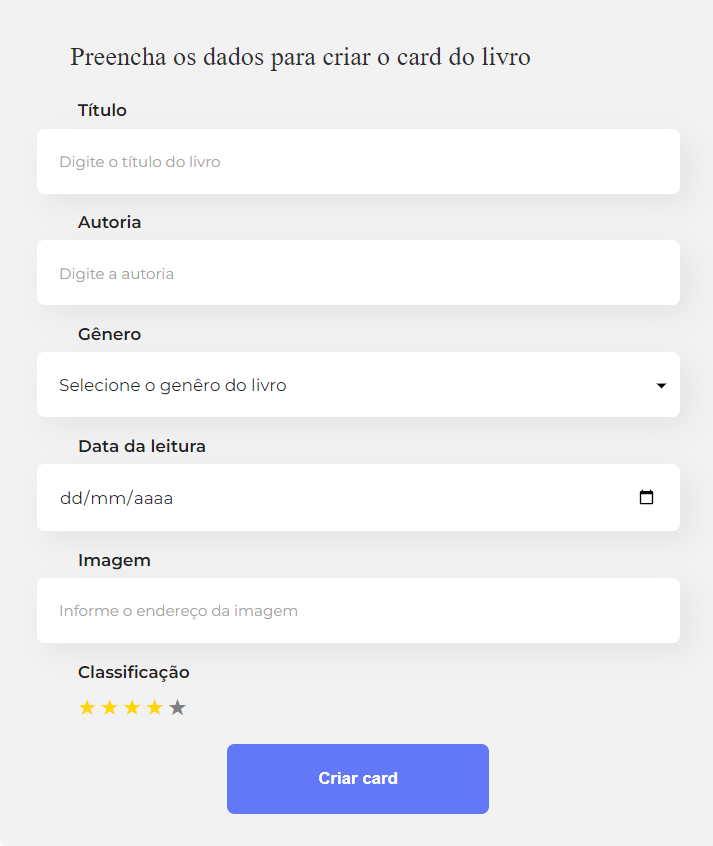 Preencha os dados para criar o card do livro
Título
Digite o título do livro
Autoria
Digite a autoria
Gênero
Selecione o genêro do livro
Data da leitura
dd/mm/aaaa
Imagem
Informe o endereço da imagem
Classificação
★ ★ ★ ★ ★
Criar card